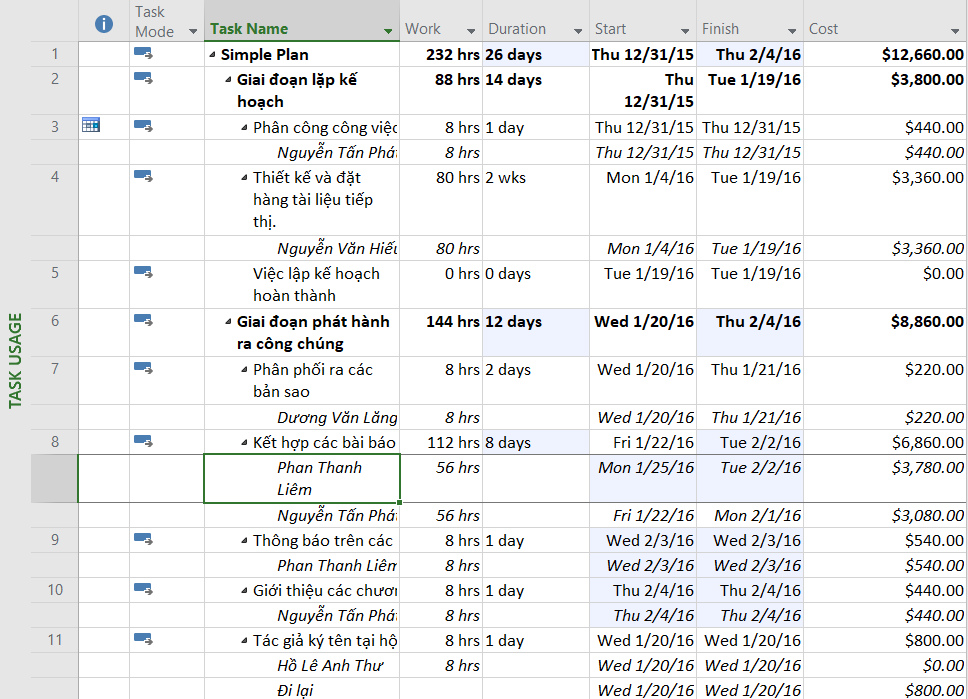 Task Mode Task Name Work Duration Start Finish Cost
1 Simple Plan 232 hrs 26 days Thu 12/31/15 Thu 2/4/16 $12,660.00
2 Giai đoạn lập kế hoạch 88 hrs 14 days Thu 12/31/15 Tue 1/19/16 $3,800.00
3 Phân công công việc 8 hrs 1 day Thu 12/31/15 Thu 12/31/15 $440.00
Nguyễn Tấn Phát 8 hrs Thu 12/31/15 Thu 12/31/15 $440.00
4 Thiết kế và đặt hàng tài liệu tiếp thị. 80 hrs 2 wks Mon 1/4/16 Tue 1/19/16 $3,360.00
Nguyễn Văn Hiếu 80 hrs Mon 1/4/16 Tue 1/19/16 $3,360.00
5 Việc lập kế hoạch hoàn thành 0 hrs 0 days Tue 1/19/16 Tue 1/19/16 $0.00
6 Giai đoạn phát hành ra công chúng 144 hrs 12 days Wed 1/20/16 Thu 2/4/16 $8,860.00
7 Phân phối ra các bản sao 8 hrs 2 days Wed 1/20/16 Thu 1/21/16 $220.00
Dương Văn Lăng 8 hrs Wed 1/20/16 Thu 1/21/16 $220.00
8 Kết hợp các bài báo 112 hrs 8 days Fri 1/22/16 Tue 2/2/16 $6,860.00
Phan Thanh Liêm 56 hrs Mon 1/25/16 Tue 2/2/16 $3,780.00
Nguyễn Tấn Phát 56 hrs Fri 1/22/16 Mon 2/1/16 $3,080.00
9 Thông báo trên các 8 hrs 1 day Wed 2/3/16 Wed 2/3/16 $540.00
Phan Thanh Liêm 8 hrs Wed 2/3/16 Wed 2/3/16 $540.00
10 Giới thiệu các chươn 8 hrs 1 day Thu 2/4/16 Thu 2/4/16 $440.00
Nguyễn Tấn Phát 8 hrs Thu 2/4/16 Thu 2/4/16 $440.00
11 Tác giả ký tên tại hộ 8 hrs 1 day Wed 1/20/16 Wed 1/20/16 $800.00
Hồ Lê Anh Thư 8 hrs Wed 1/20/16 Wed 1/20/16 $0.00
Đi lại Wed 1/20/16 Wed 1/20/16 $800.00
TASK USAGE